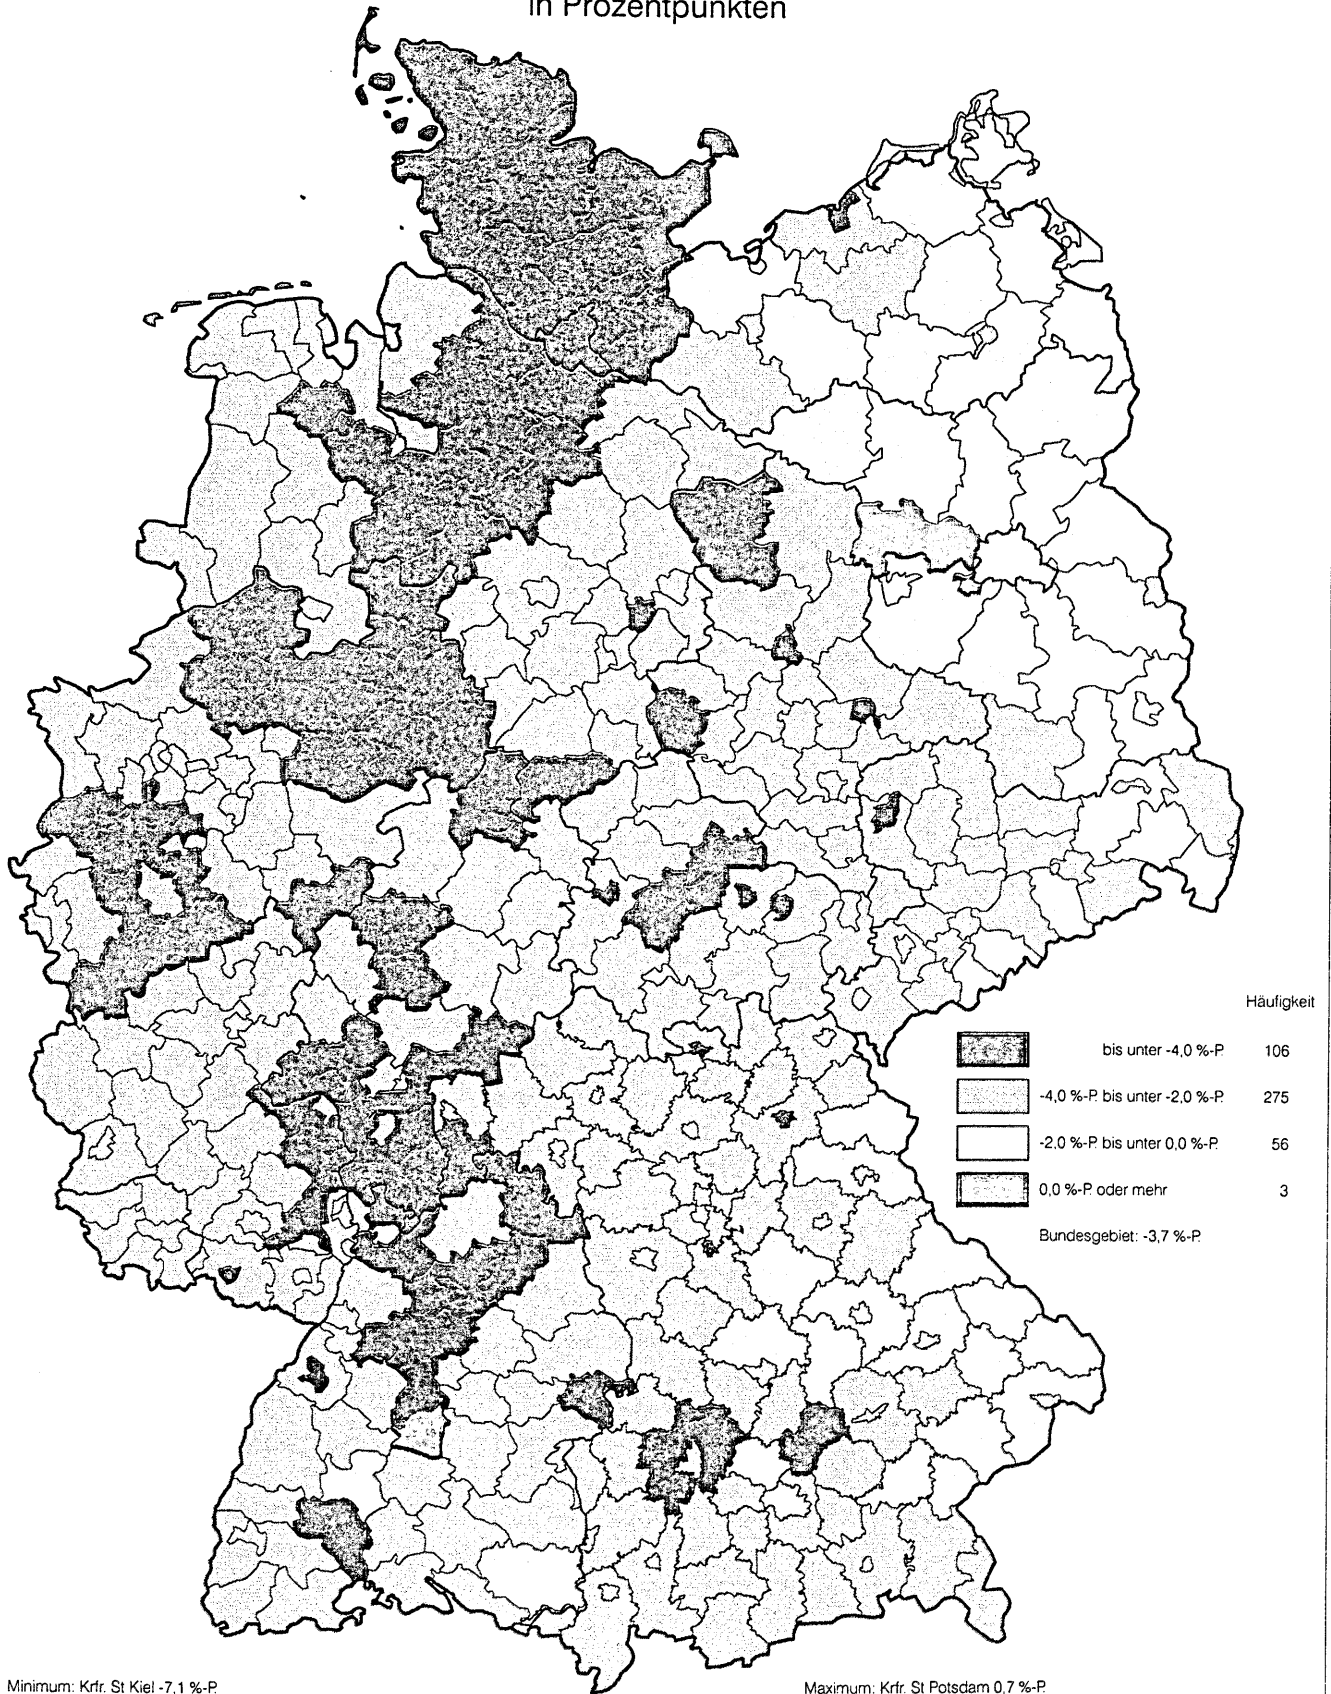 in Prozentpunkten
Häufigkeit
bis unter -4,0 %-P. 106
-4,0 %-P. bis unter -2,0 %-P. 275
-2,0 %-P. bis unter 0,0 %-P. 56
0,0 %-P. oder mehr 3
Bundesgebiet: -3,7 %-P.
Minimum: Krfr. St Kiel -7,1 %-P.
Maximum: Krfr. St Potsdam 0,7 %-P.